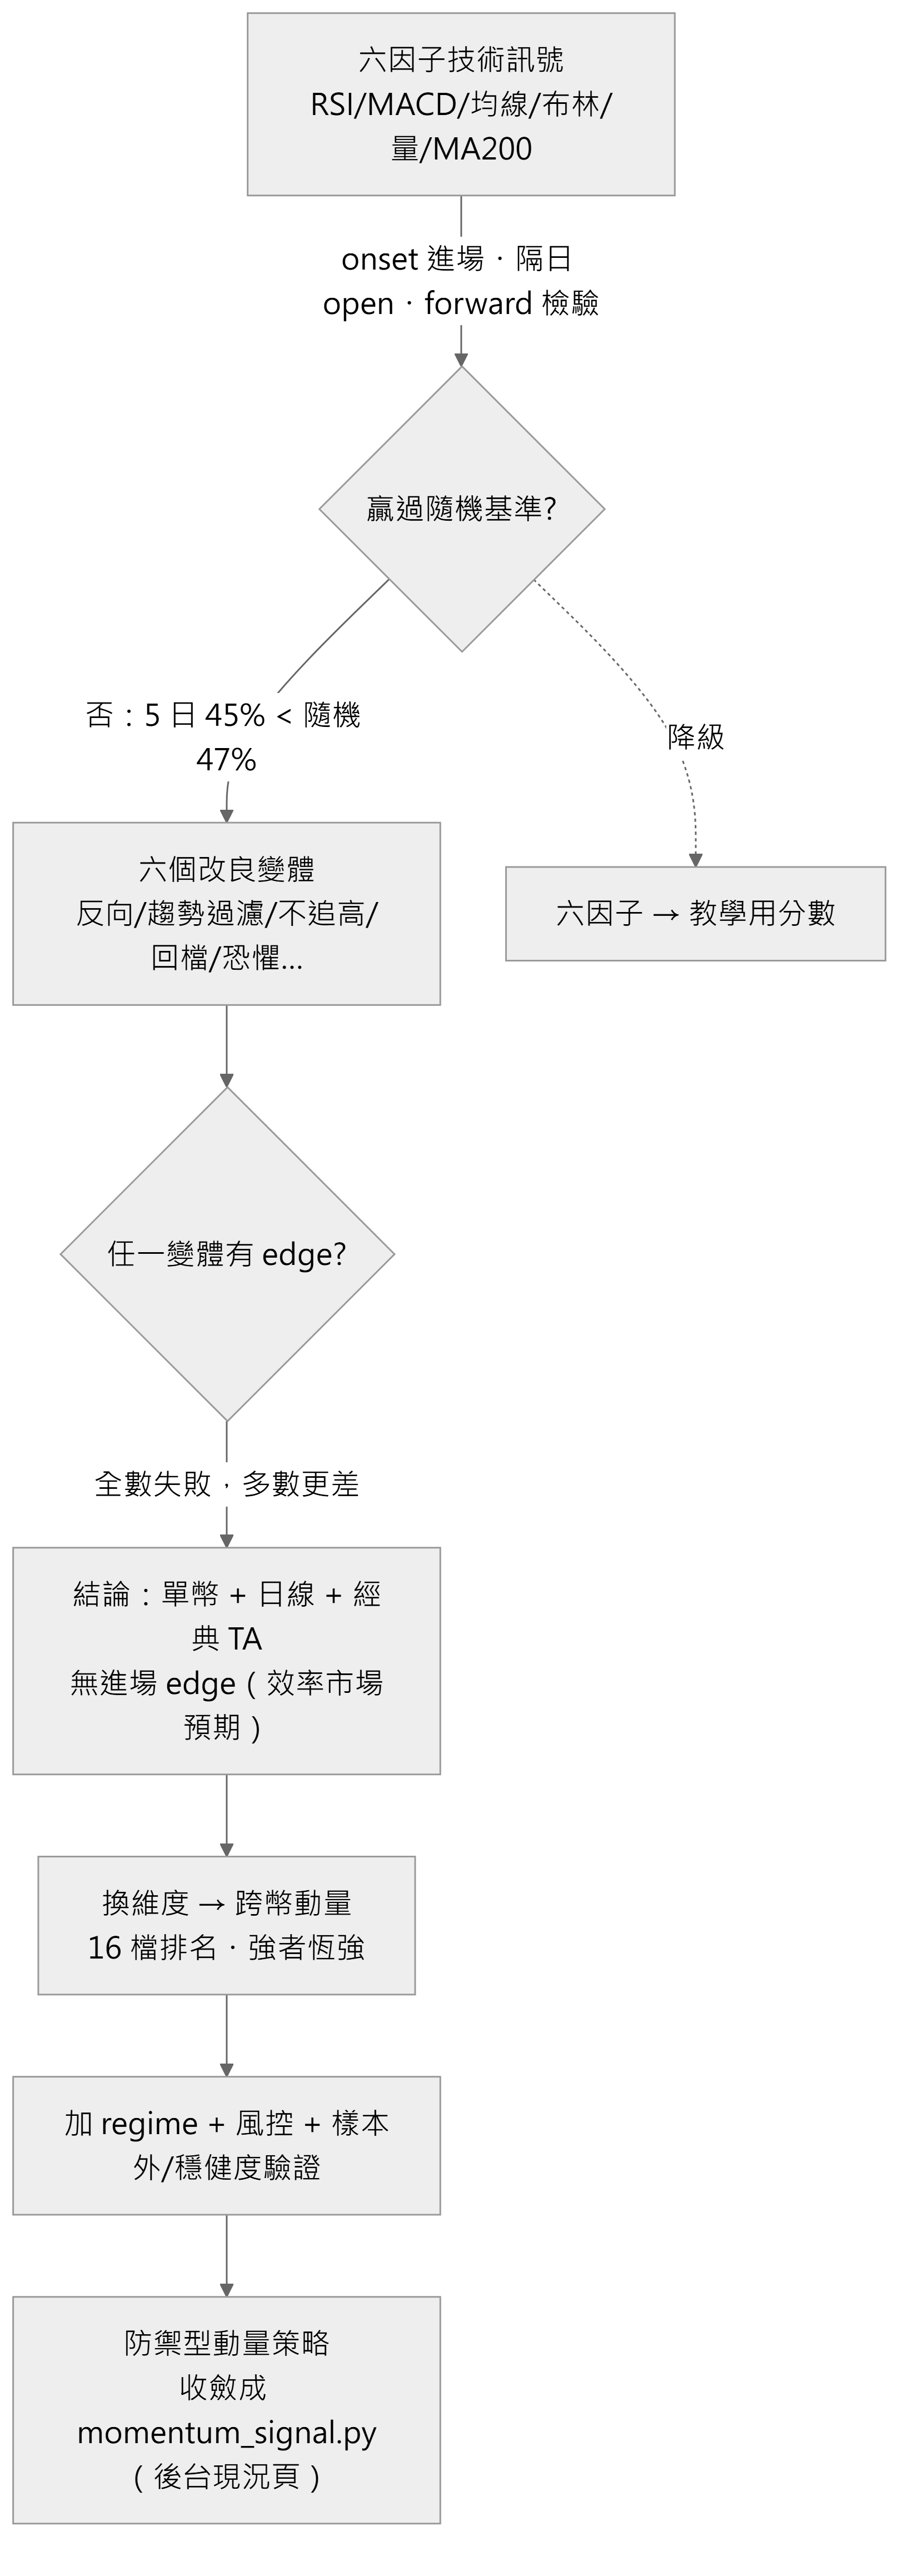 六因子技術訊號
RSI/MACD/均線/布林/
量/MA200
onset 進場．隔日
open．forward 檢驗
贏過隨機基準?
否：5 日 45% < 隨機
47%
降級
六個改良變體
反向/趨勢過濾/不追高/
回檔/恐懼...
六因子 → 教學用分數
任一變體有 edge?
全數失敗，多數更差
結論：單幣 + 日線 + 經
典 TA
無進場 edge（效率市場
預期）
換維度 → 跨幣動量
16 檔排名．強者恆強
加 regime + 風控 + 樣本
外/穩健度驗證
防禦型動量策略
收斂成
momentum_signal.py
（後台現況頁）